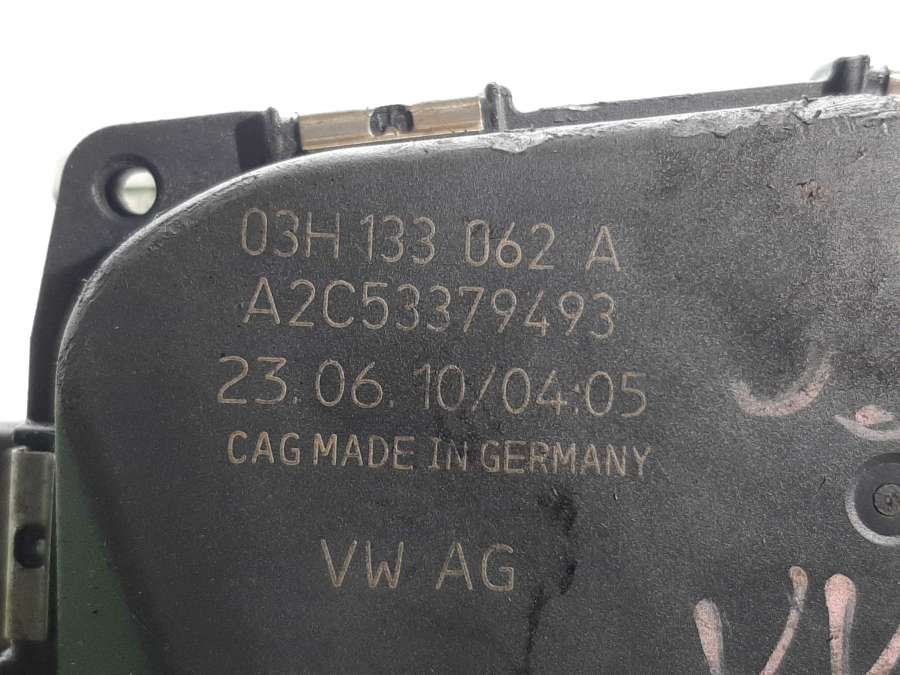 03H 133 062 A
A2C53379493
23.06.10/04:05
CAG MADE IN GERMANY
VW AG